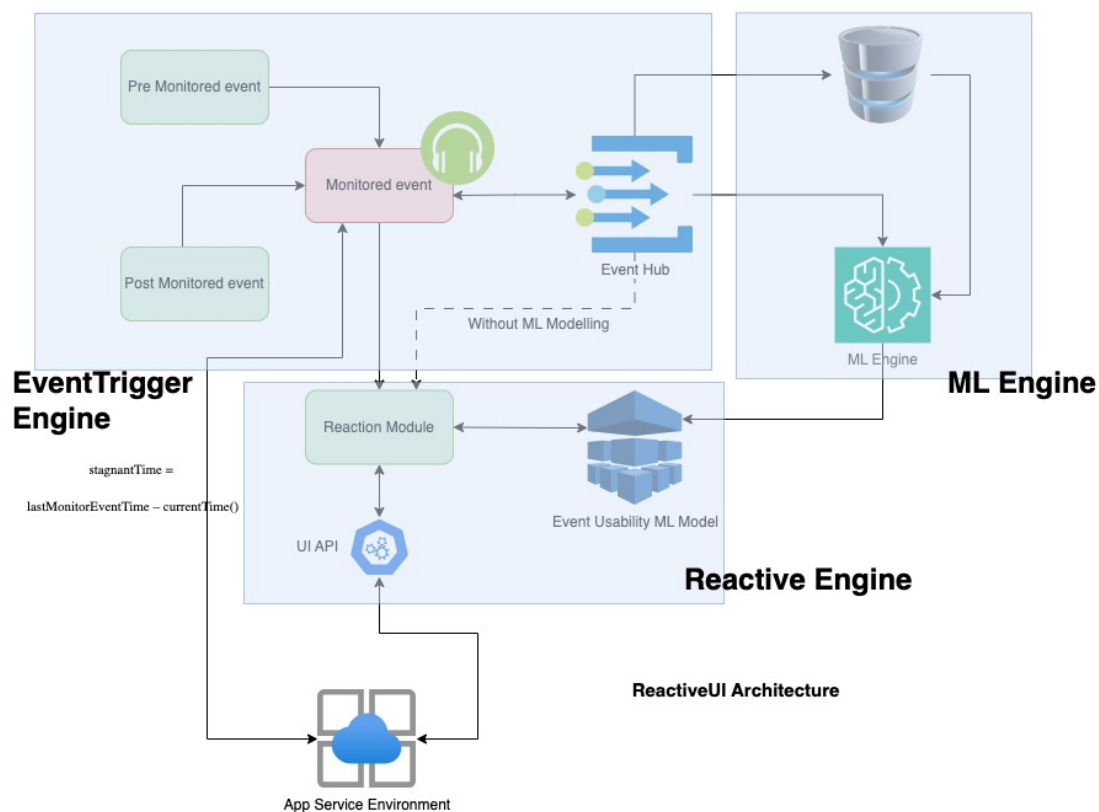 Pre Monitored event
Monitored event
Post Monitored event
Event Hub
Without ML Modelling
ML Engine
EventTrigger
Engine
ML Engine
stagnantTime =
lastMonitorEventTime – currentTime()
Reaction Module
Event Usability ML Model
UI API
Reactive Engine
ReactiveUI Architecture
App Service Environment